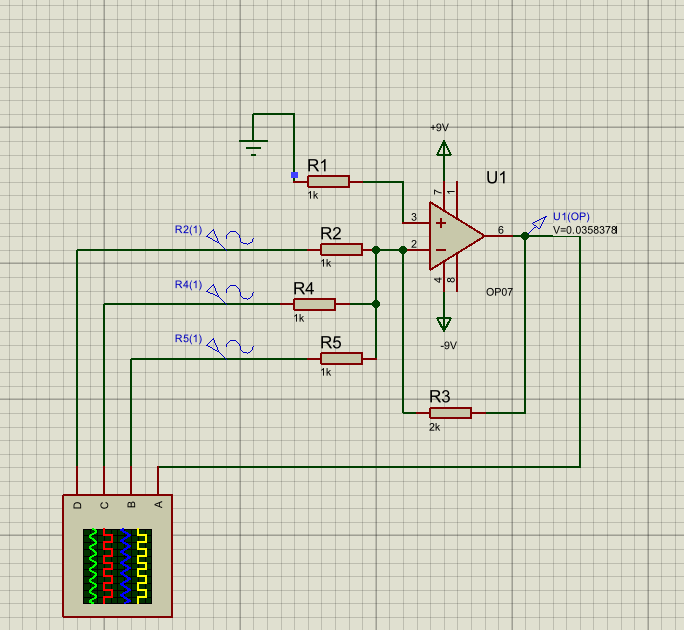 +9V
R1
1k
U1
7
1
3
2
6
4
8
U1(OP)
V=0.0358378
OP07
-9V
R2(1)
R2
1k
R4(1)
R4
1k
R5(1)
R5
1k
R3
2k
D
C
B
A